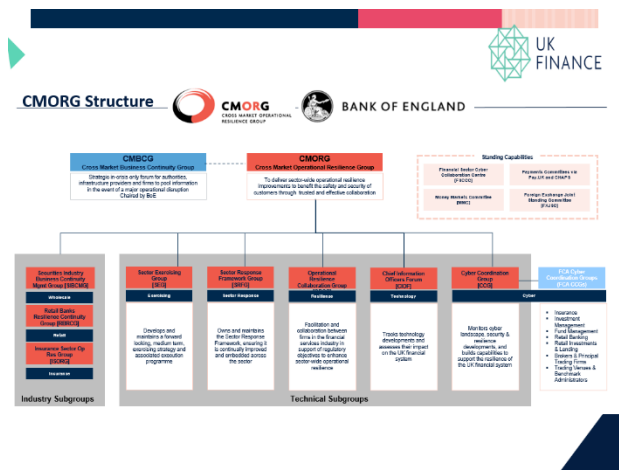 UK
FINANCE
CMORG Structure
CMORG
CROSS MARKET OPERATIONAL
RESILIENCE GROUP
BANK OF ENGLAND
CMBCG
Cross Market Business Continuity Group
Strategic in-crisis only forum for authorities,
infrastructure providers and firms to pool information
in the event of a major operational disruption
Chaired by BoE
CMORG
Cross Market Operational Resilience Group
To deliver sector-wide operational resilience
improvements to benefit the safety and security of
customers through trusted and effective collaboration
Standing Capabilities
Financial Sector Cyber
Collaboration Centre
[FSCCC]
Payments Committees via
Pay.UK and CHAPS
Money Markets Committee
[MMC]
Foreign Exchange Joint
Standing Committee
Securities Industry
Business Continuity
Mgmt Group [SIBCMG]
Wholesale
Retail Banks
Resilience Continuity
Group [RBRCG]
Retail
Insurance Sector Op
Res Group
[ISORG]
Insurance
Industry Subgroups
Sector Exercising
Group
[SEG]
Exercising
Develops and
maintains a forward
looking, medium term,
exercising strategy and
associated execution
programme
Sector Response
Framework Group
[SRFG]
Sector Response
Owns and maintains
the Sector Response
Framework, ensuring it
is continually improved
and embedded across
the sector
Operational
Resilience
Collaboration Group
Resilience
Facilitation and
collaboration between
firms in the financial
services industry in
support of regulatory
objectives to enhance
sector-wide operational
resilience
Chief Information
Officers Forum
[CIOF]
Technology
Tracks technology
developments and
assesses their impact
on the UK financial
system
Cyber Coordination
Group
[CCG]
Cyber
Monitors cyber
landscape, security &
resilience
developments, and
builds capabilities to
support the resilience of
the UK financial system
FCA Cyber
Coordination Groups
[FCA CCGs]
• Insurance
• Investment
Management
• Fund Management
• Retail Banking
• Retail Investments
& Lending
• Brokers & Principal
Trading Firms
• Trading Venues &
Benchmark
Administrators
Technical Subgroups